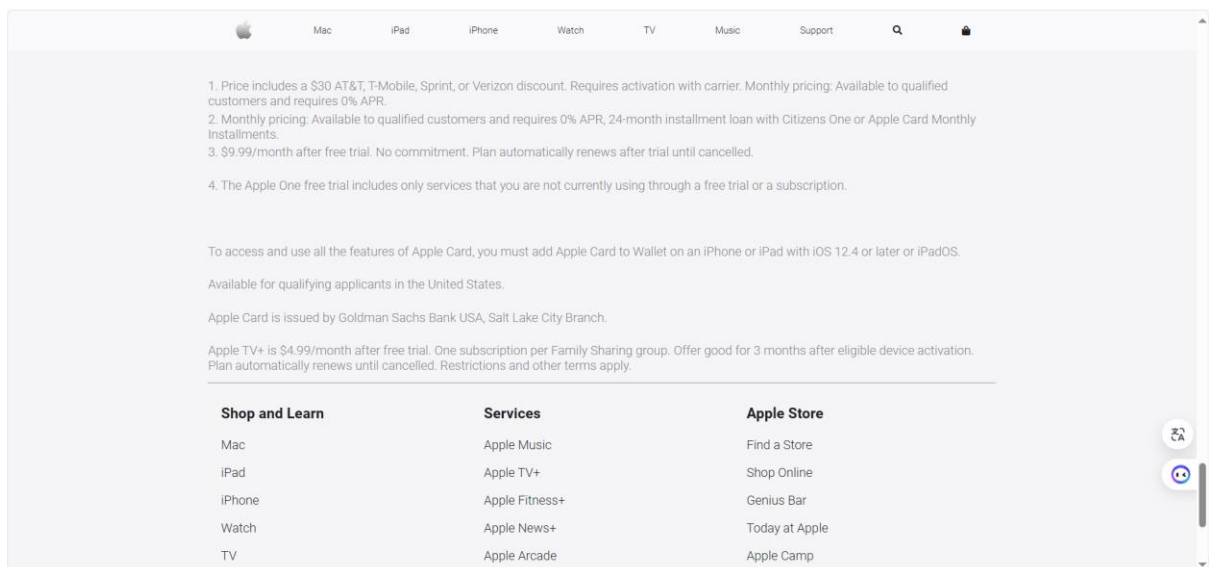 Mac iPad iPhone Watch TV Music Support
1. Price includes a $30 AT&T, T-Mobile, Sprint, or Verizon discount. Requires activation with carrier. Monthly pricing: Available to qualified
customers and requires 0% APR.
2. Monthly pricing: Available to qualified customers and requires 0% APR, 24-month installment loan with Citizens One or Apple Card Monthly
Installments.
3. $9.99/month after free trial. No commitment. Plan automatically renews after trial until cancelled.
4. The Apple One free trial includes only services that you are not currently using through a free trial or a subscription.
To access and use all the features of Apple Card, you must add Apple Card to Wallet on an iPhone or iPad with iOS 12.4 or later or iPadOS.
Available for qualifying applicants in the United States.
Apple Card is issued by Goldman Sachs Bank USA, Salt Lake City Branch.
Apple TV+ is $4.99/month after free trial. One subscription per Family Sharing group. Offer good for 3 months after eligible device activation.
Plan automatically renews until cancelled. Restrictions and other terms apply.
Shop and Learn Services Apple Store
Mac Apple Music Find a Store
iPad Apple TV+ Shop Online
iPhone Apple Fitness+ Genius Bar
Watch Apple News+ Today at Apple
TV Apple Arcade Apple Camp